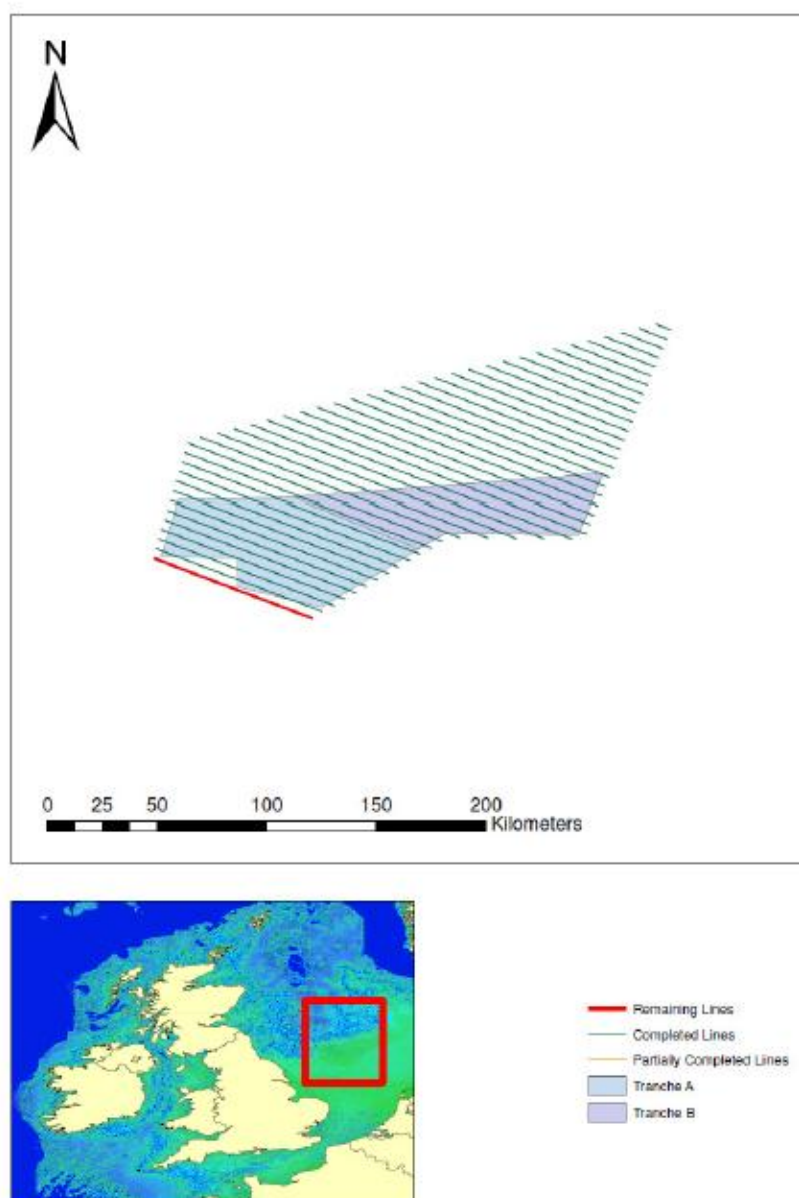 N
0 25 50 100 150 200
Kilometers
Remaining Lines
Completed Lines
Partially Completed Lines
Tranche A
Tranche B